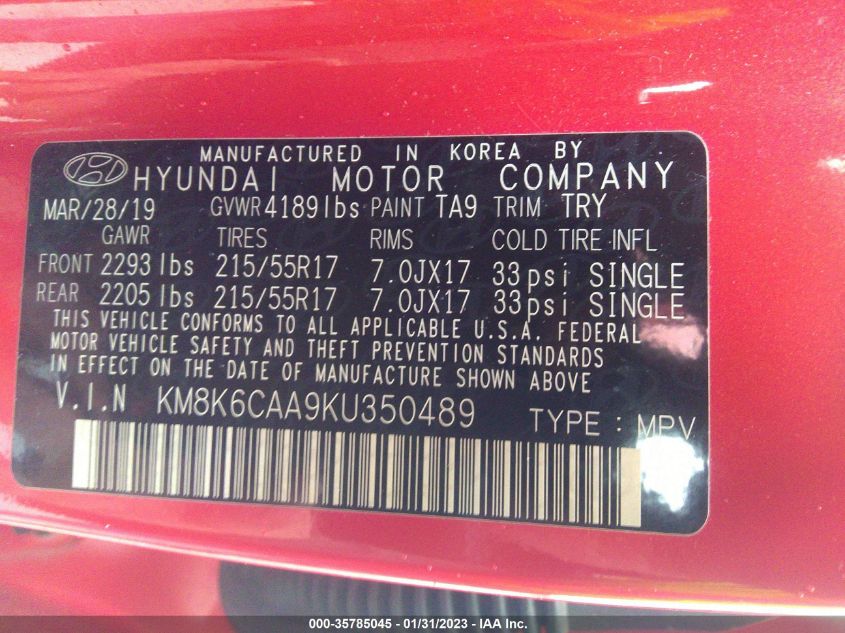 MANUFACTURED IN KOREA BY
HYUNDAI MOTOR COMPANY
MAR/28/19 GVWR 4189 lbs PAINT TA9 TRIM TRY
GAWR TIRES RIMS COLD TIRE INFL
FRONT 2293 lbs 215/55R17 7.0JX17 33psi SINGLE
REAR 2205 lbs 215/55R17 7.0JX17 33psi SINGLE
THIS VEHICLE CONFORMS TO ALL APPLICABLE U.S.A. FEDERAL
MOTOR VEHICLE SAFETY AND THEFT PREVENTION STANDARDS
IN EFFECT ON THE DATE OF MANUFACTURE SHOWN ABOVE
V.I.N KM8K6CAA9KU350489 TYPE : MPV
000-35785045 / 01/31/2023 - IAA Inc.